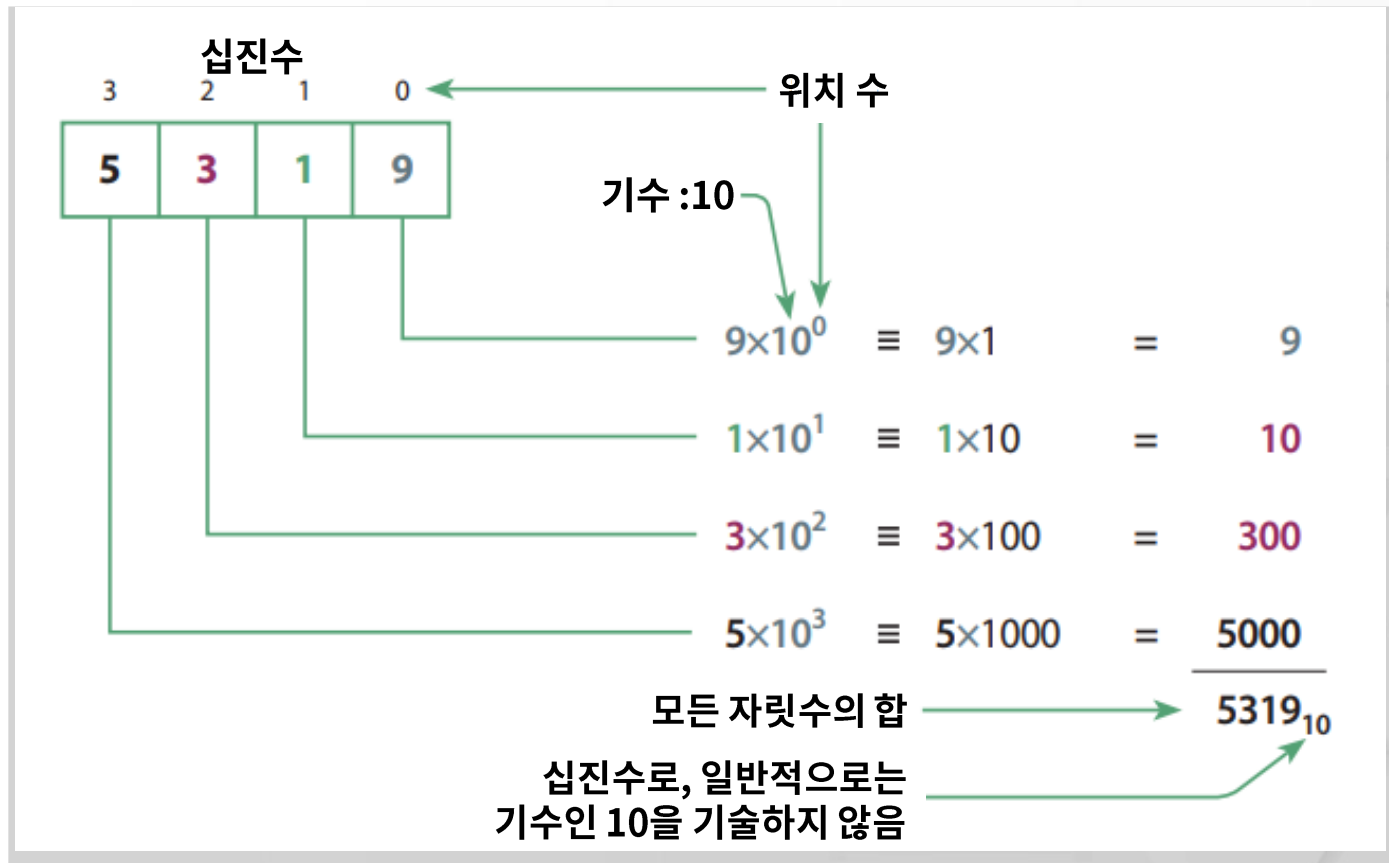 십진수
3 2 1 0
위치 수
5 3 1 9
기수 :10
9×10⁰ ≡ 9×1 = 9
1×10¹ ≡ 1×10 = 10
3×10² ≡ 3×100 = 300
5×10³ ≡ 5×1000 = 5000
모든 자릿수의 합
5319₁₀
십진수로, 일반적으로는
기수인 10을 기술하지 않음